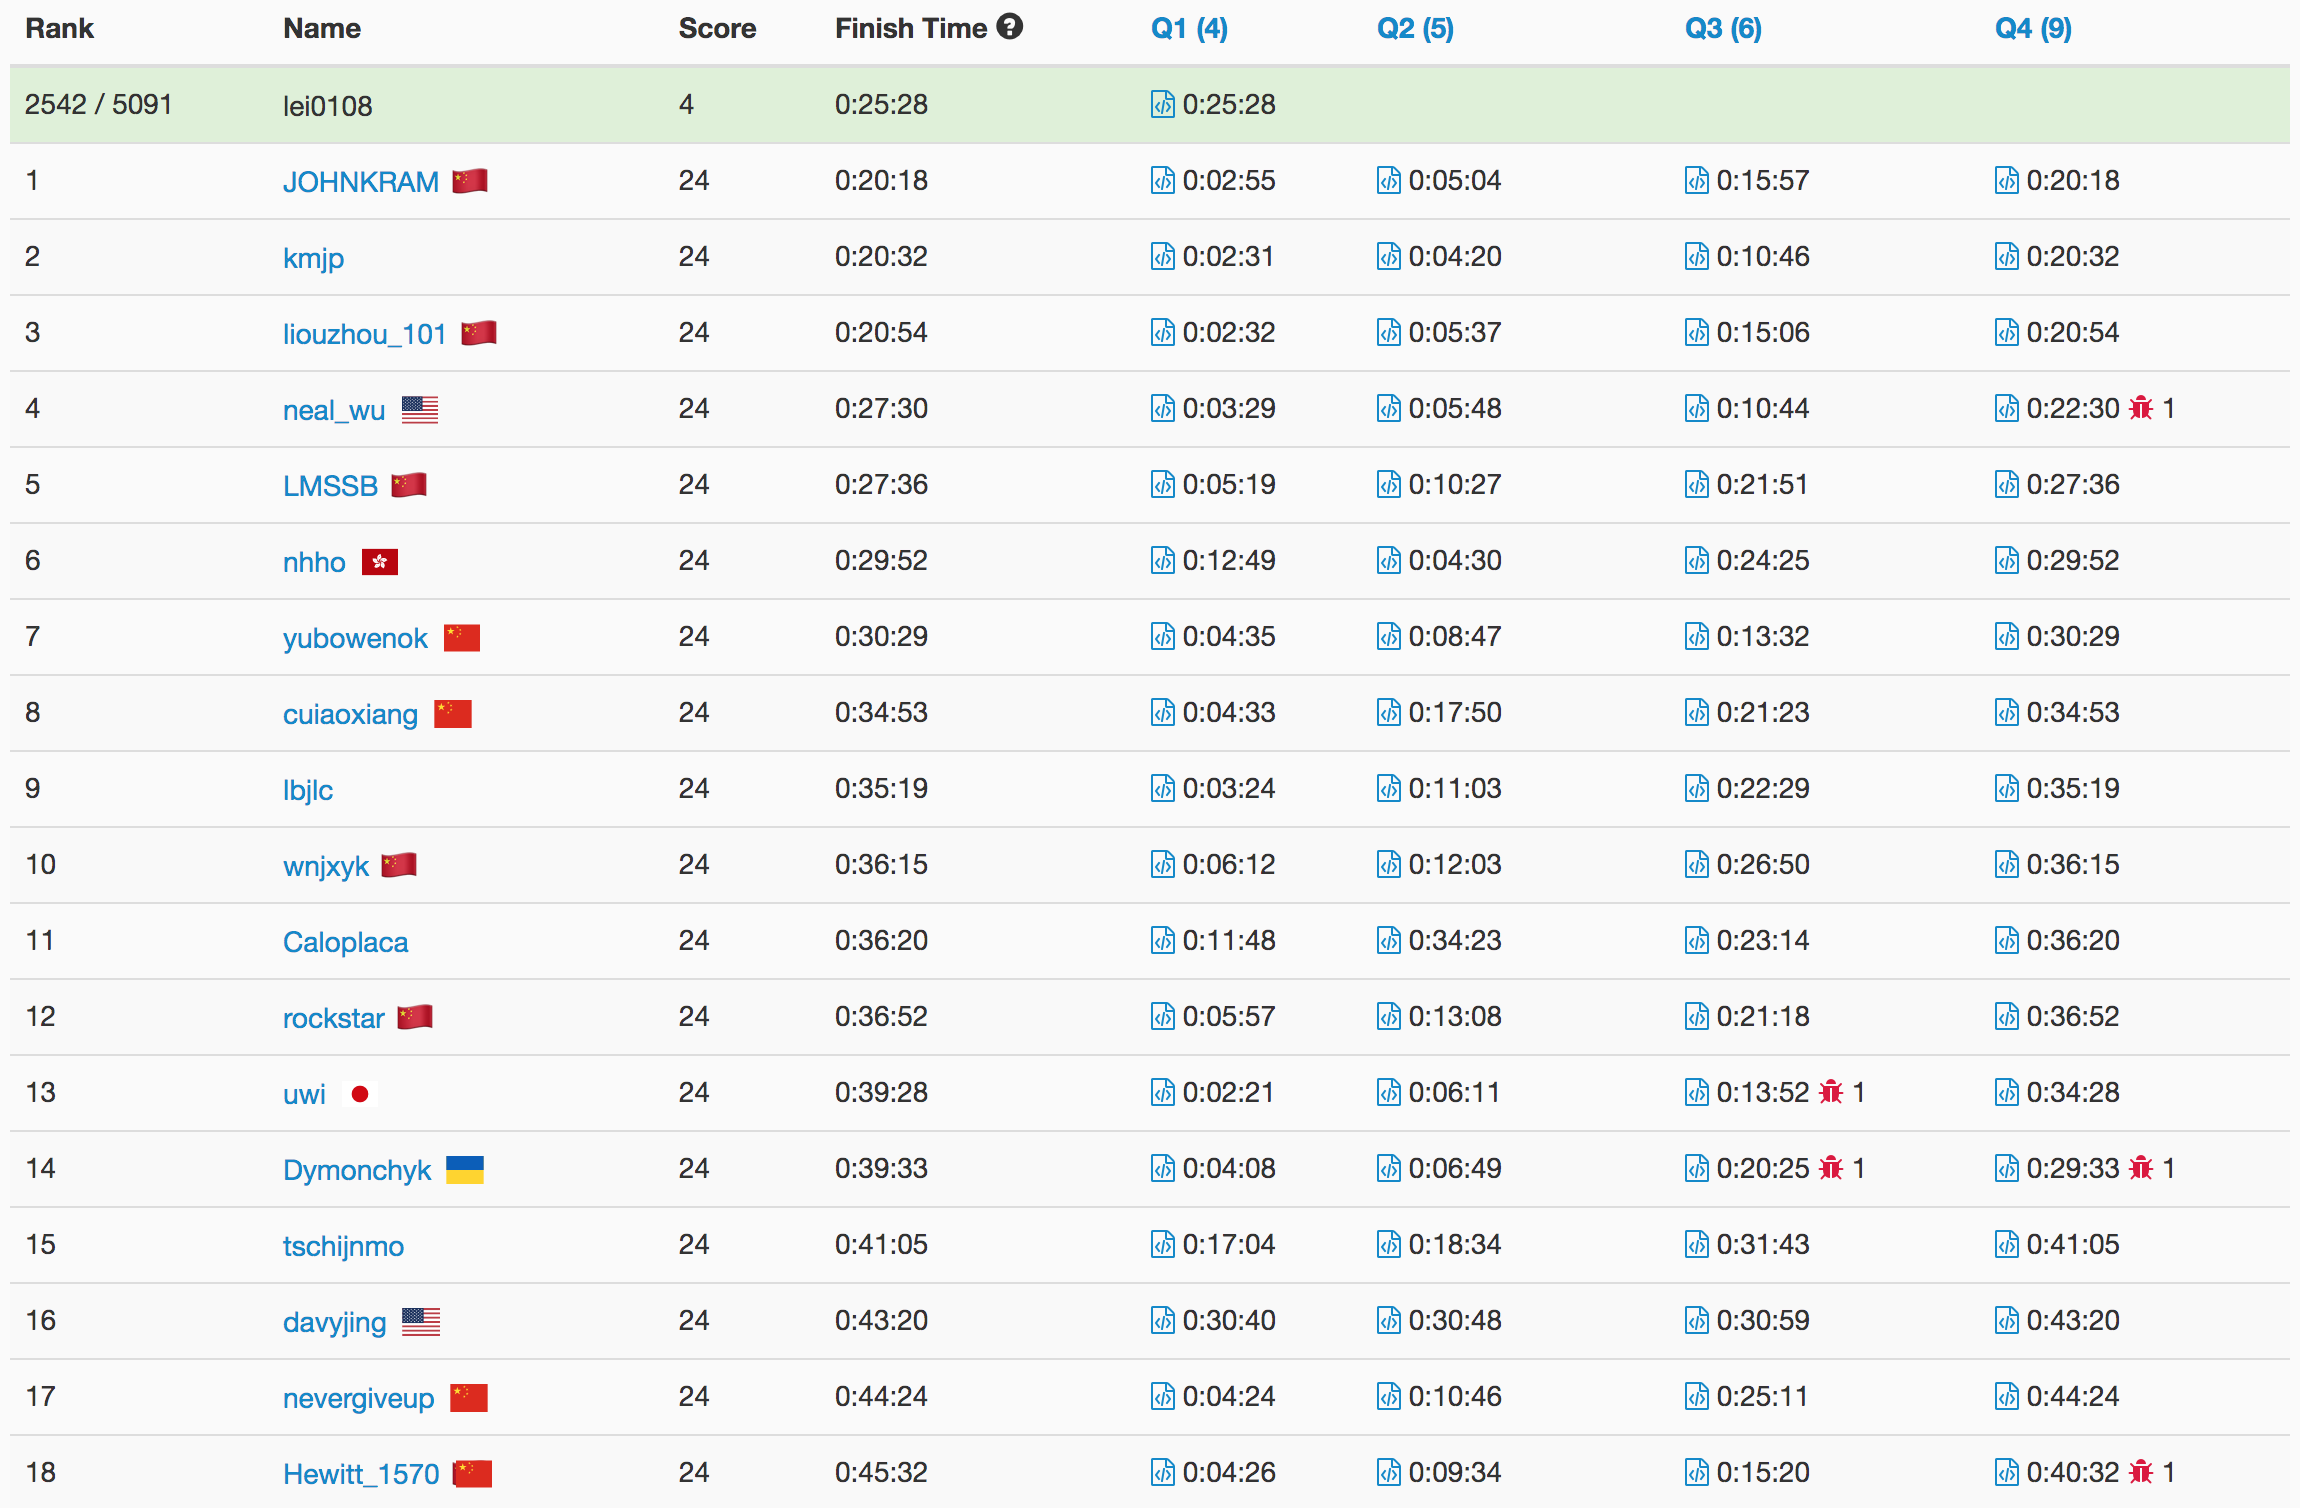 Rank Name Score Finish Time ? Q1 (4) Q2 (5) Q3 (6) Q4 (9)
2542 / 5091 lei0108 4 0:25:28 0:25:28
1 JOHNKRAM 24 0:20:18 0:02:55 0:05:04 0:15:57 0:20:18
2 kmjp 24 0:20:32 0:02:31 0:04:20 0:10:46 0:20:32
3 liouzhou_101 24 0:20:54 0:02:32 0:05:37 0:15:06 0:20:54
4 neal_wu 24 0:27:30 0:03:29 0:05:48 0:10:44 0:22:30 1
5 LMSSB 24 0:27:36 0:05:19 0:10:27 0:21:51 0:27:36
6 nhho 24 0:29:52 0:12:49 0:04:30 0:24:25 0:29:52
7 yubowenok 24 0:30:29 0:04:35 0:08:47 0:13:32 0:30:29
8 cuiaoxiang 24 0:34:53 0:04:33 0:17:50 0:21:23 0:34:53
9 lbjlc 24 0:35:19 0:03:24 0:11:03 0:22:29 0:35:19
10 wnjxyk 24 0:36:15 0:06:12 0:12:03 0:26:50 0:36:15
11 Caloplaca 24 0:36:20 0:11:48 0:34:23 0:23:14 0:36:20
12 rockstar 24 0:36:52 0:05:57 0:13:08 0:21:18 0:36:52
13 uwi 24 0:39:28 0:02:21 0:06:11 0:13:52 1 0:34:28
14 Dymonchyk 24 0:39:33 0:04:08 0:06:49 0:20:25 1 0:29:33 1
15 tschijnmo 24 0:41:05 0:17:04 0:18:34 0:31:43 0:41:05
16 davyjing 24 0:43:20 0:30:40 0:30:48 0:30:59 0:43:20
17 nevergiveup 24 0:44:24 0:04:24 0:10:46 0:25:11 0:44:24
18 Hewitt_1570 24 0:45:32 0:04:26 0:09:34 0:15:20 0:40:32 1